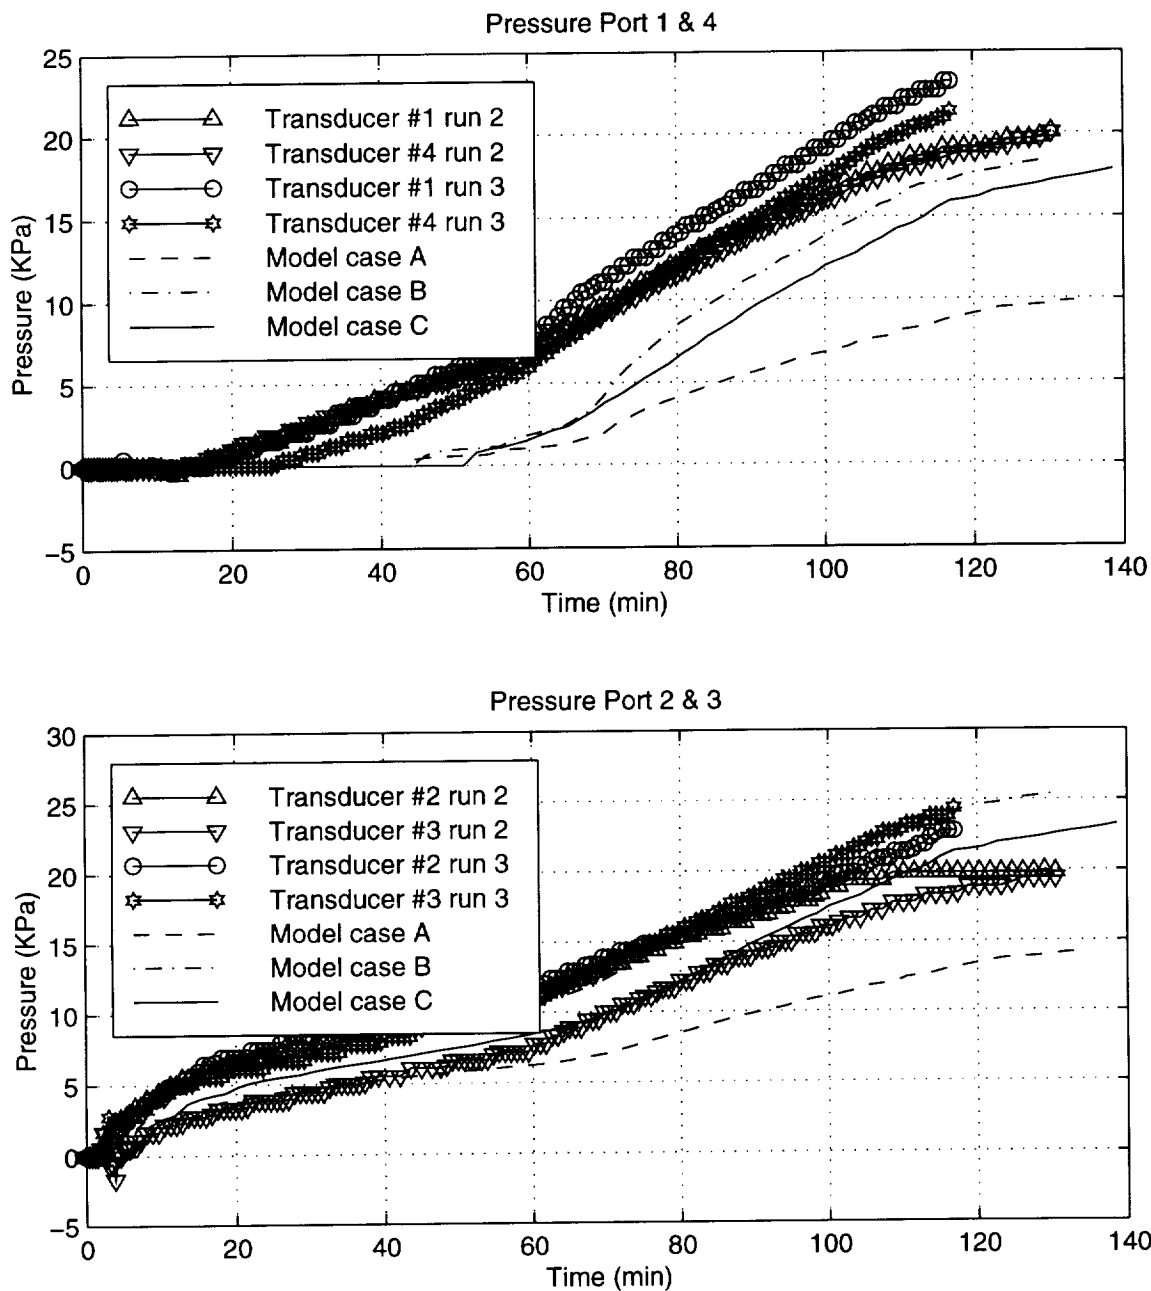 Pressure Port 1 & 4
25
20
15
10
5
0
−5
Pressure (KPa)
Transducer #1 run 2
Transducer #4 run 2
Transducer #1 run 3
Transducer #4 run 3
Model case A
Model case B
Model case C
0 20 40 60 80 100 120 140
Time (min)
Pressure Port 2 & 3
30
25
20
15
10
5
0
−5
Pressure (KPa)
Transducer #2 run 2
Transducer #3 run 2
Transducer #2 run 3
Transducer #3 run 3
Model case A
Model case B
Model case C
0 20 40 60 80 100 120 140
Time (min)